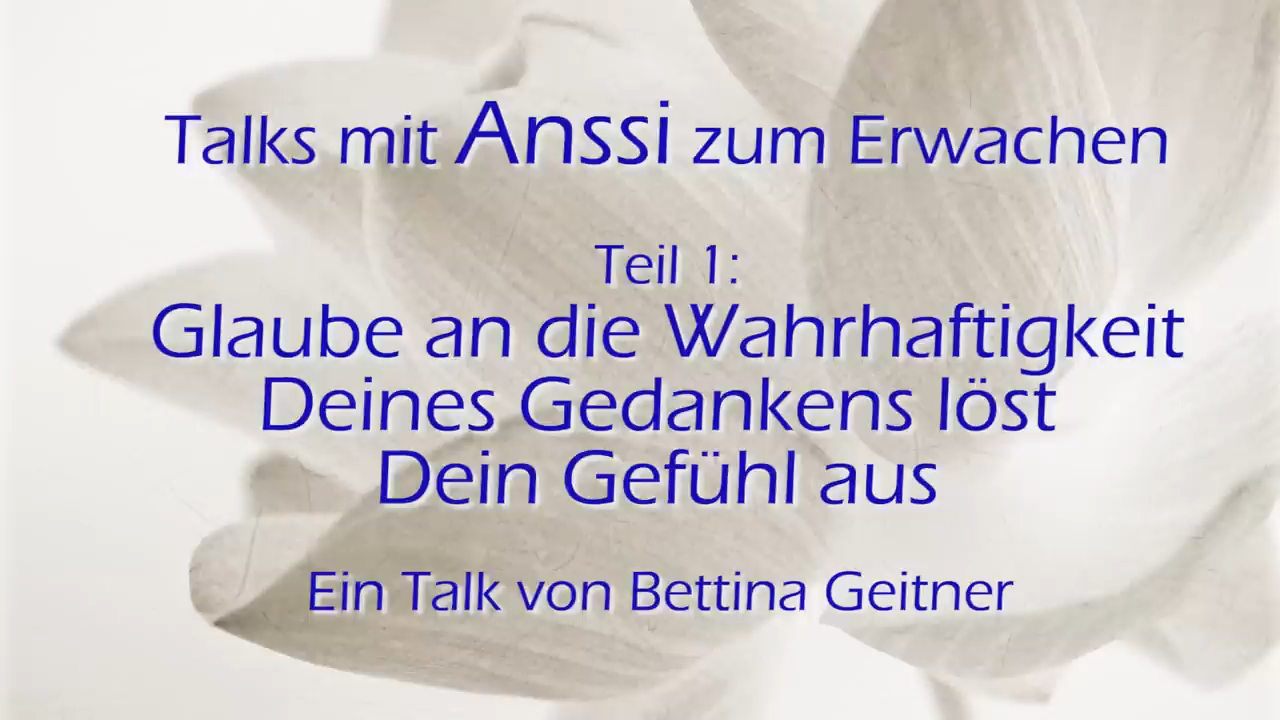 Talks mit Anssi zum Erwachen
Teil 1:
Glaube an die Wahrhaftigkeit
Deines Gedankens löst
Dein Gefühl aus
Ein Talk von Bettina Geitner